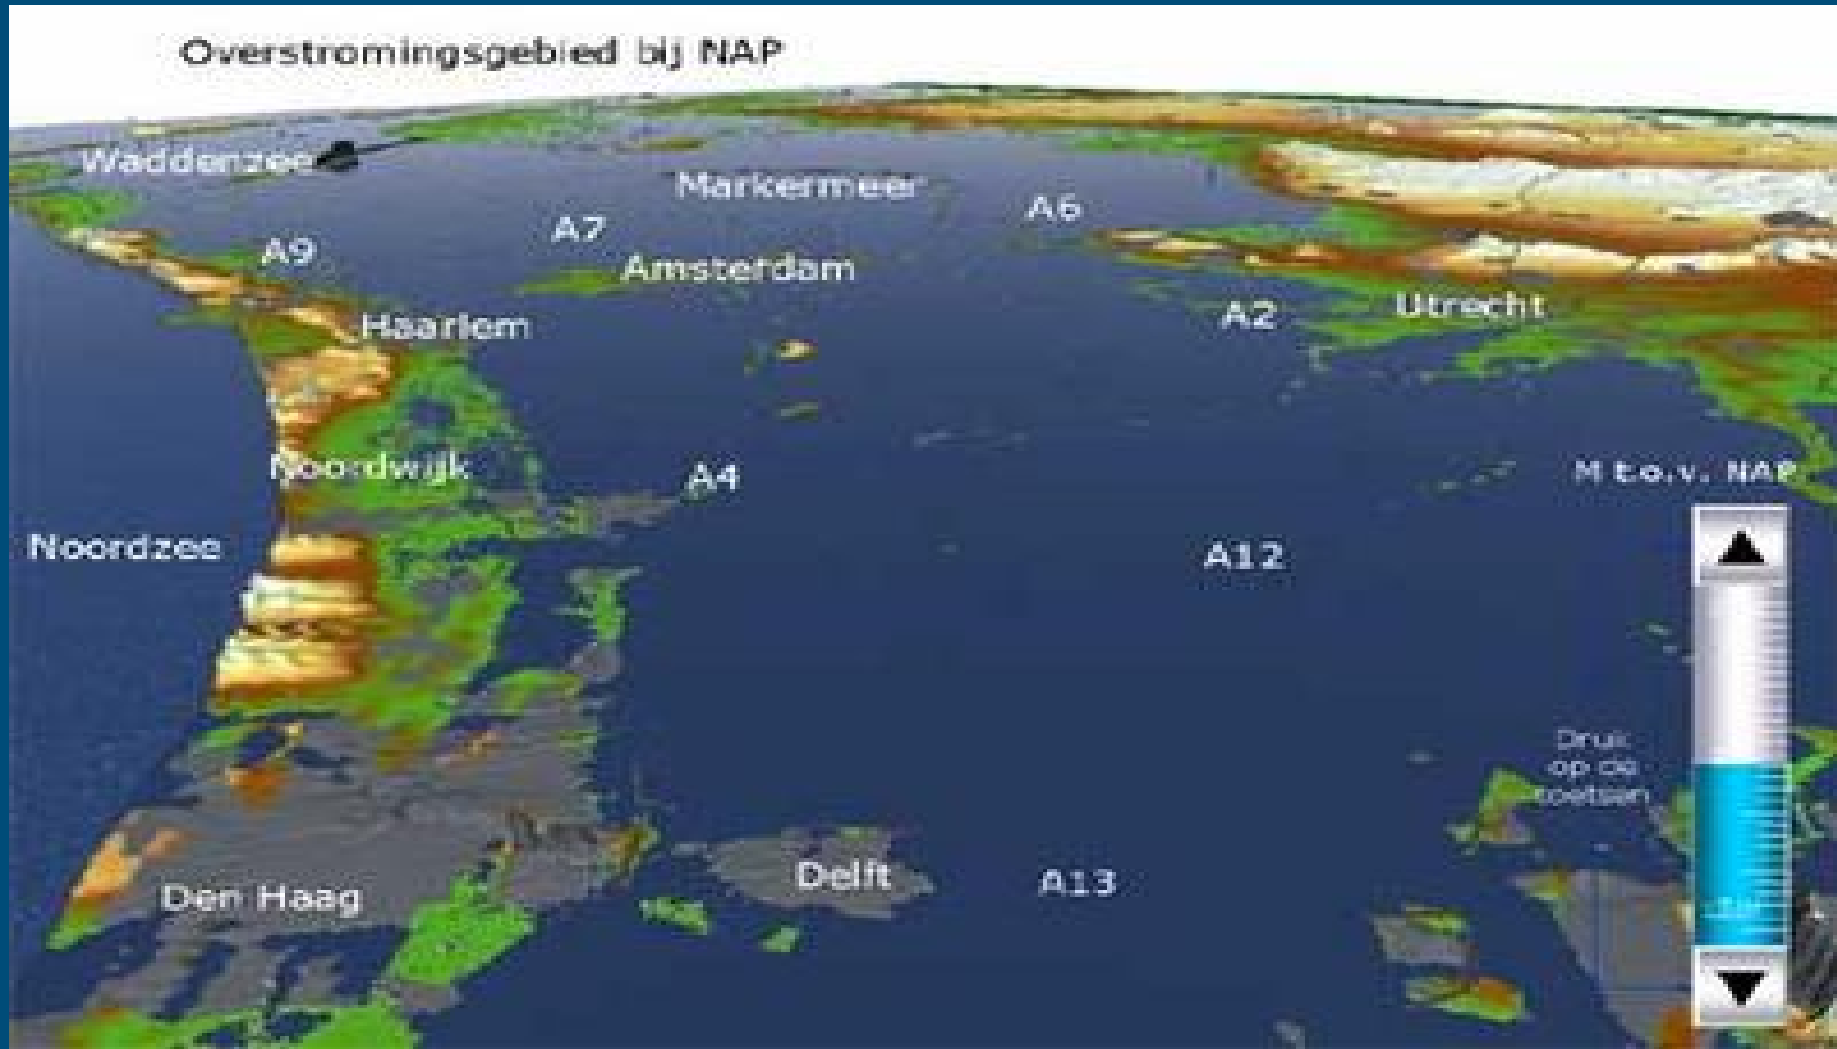 Overstromingsgebied bij NAP
Waddenzee
Markermeer
A6
A7
A9
Amsterdam
A2
Utrecht
Haarlem
Noordwijk
A4
M t.o.v. NAP
Noordzee
A12
Druk
op de
toetsen
Delft
A13
Den Haag